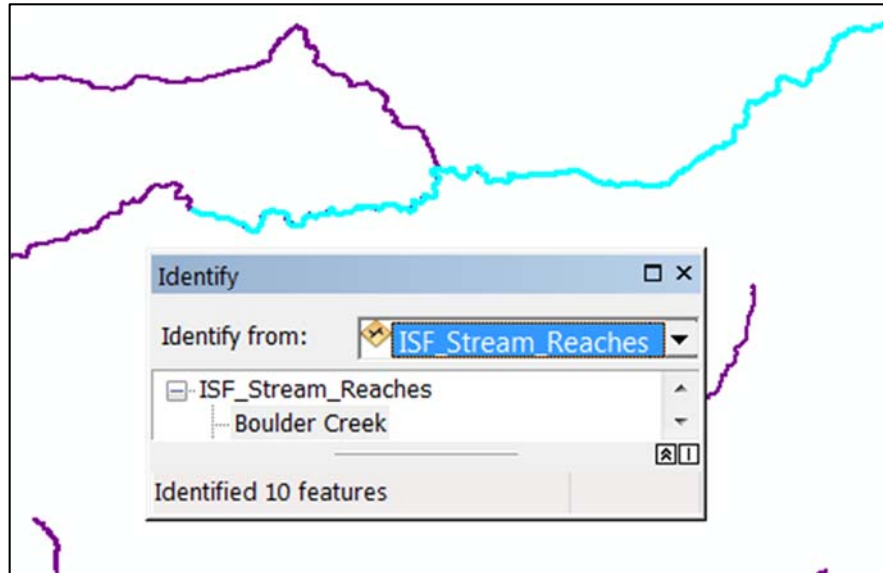 Identify
Identify from: ISF_Stream_Reaches
ISF_Stream_Reaches
Boulder Creek
Identified 10 features